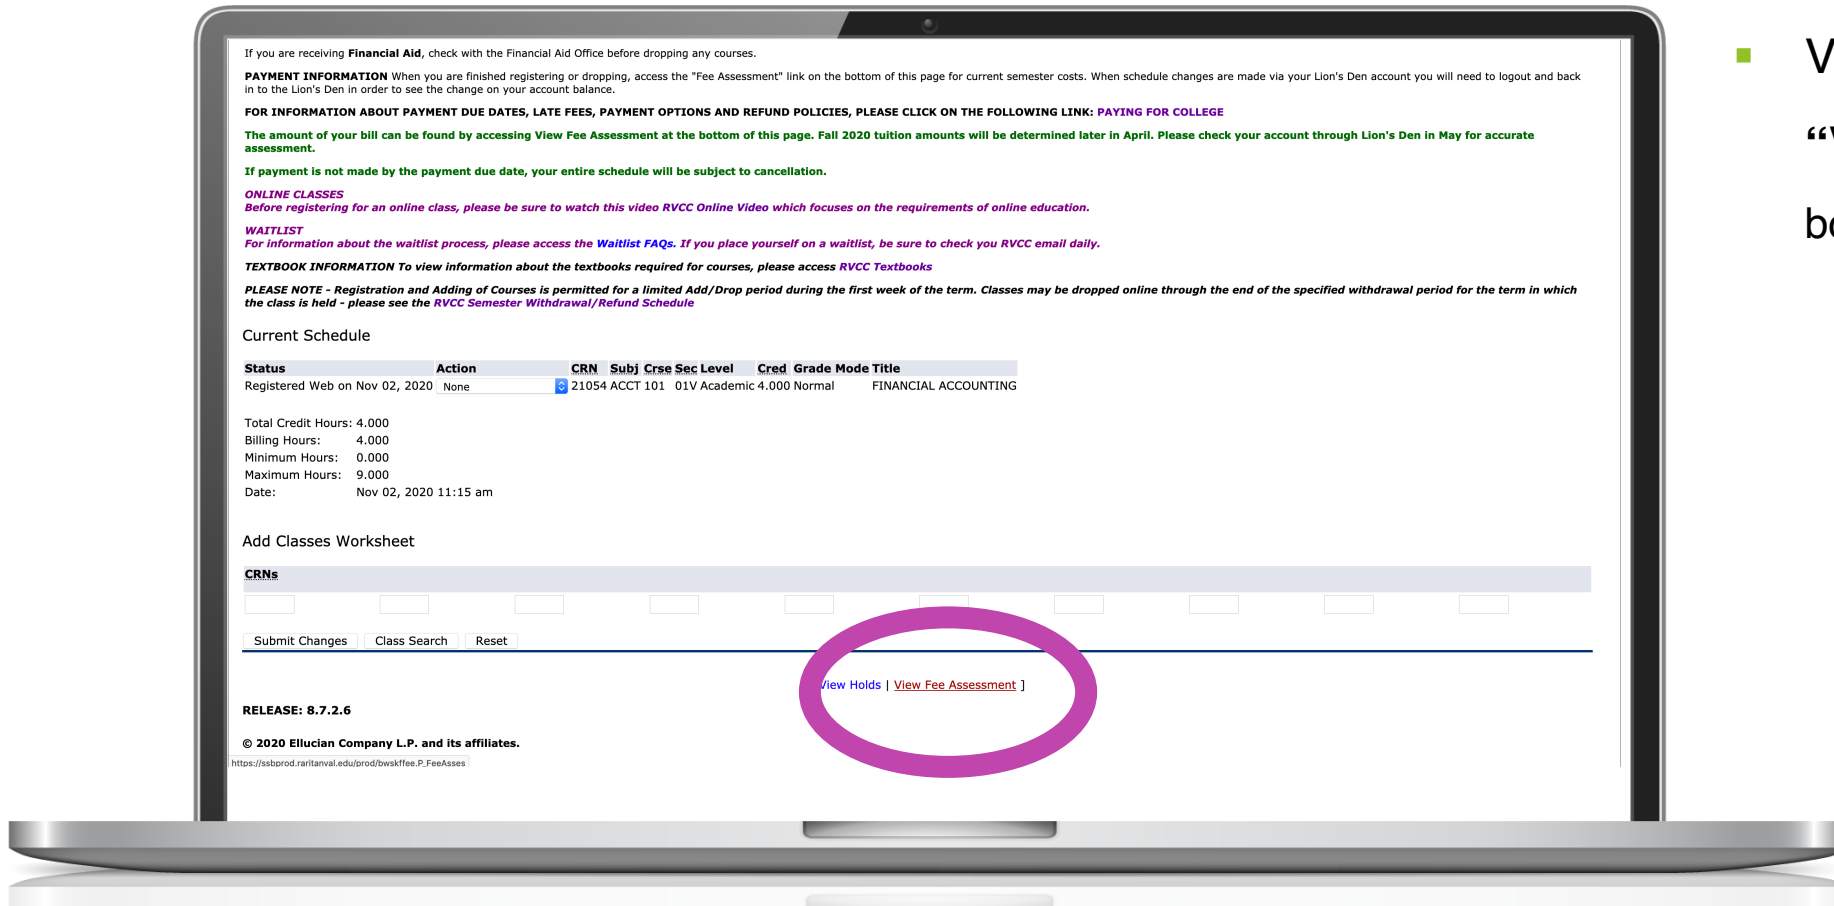 If you are receiving Financial Aid, check with the Financial Aid Office before dropping any courses.
PAYMENT INFORMATION When you are finished registering or dropping, access the "Fee Assessment" link on the bottom of this page for current semester costs. When schedule changes are made via your Lion's Den account you will need to logout and back
in to the Lion's Den in order to see the change on your account balance.
FOR INFORMATION ABOUT PAYMENT DUE DATES, LATE FEES, PAYMENT OPTIONS AND REFUND POLICIES, PLEASE CLICK ON THE FOLLOWING LINK: PAYING FOR COLLEGE
The amount of your bill can be found by accessing View Fee Assessment at the bottom of this page. Fall 2020 tuition amounts will be determined later in April. Please check your account through Lion's Den in May for accurate
assessment.
If payment is not made by the payment due date, your entire schedule will be subject to cancellation.
ONLINE CLASSES
Before registering for an online class, please be sure to watch this video RVCC Online Video which focuses on the requirements of online education.
WAITLIST
For information about the waitlist process, please access the Waitlist FAQs. If you place yourself on a waitlist, be sure to check you RVCC email daily.
TEXTBOOK INFORMATION To view information about the textbooks required for courses, please access RVCC Textbooks
PLEASE NOTE - Registration and Adding of Courses is permitted for a limited Add/Drop period during the first week of the term. Classes may be dropped online through the end of the specified withdrawal period for the term in which
the class is held - please see the RVCC Semester Withdrawal/Refund Schedule
Current Schedule
Status Action CRN Subj Crse Sec Level Cred Grade Mode Title
Registered Web on Nov 02, 2020 None 21054 ACCT 101 01V Academic 4.000 Normal FINANCIAL ACCOUNTING
Total Credit Hours: 4.000
Billing Hours: 4.000
Minimum Hours: 0.000
Maximum Hours: 9.000
Date: Nov 02, 2020 11:15 am
Add Classes Worksheet
CRNs
Submit Changes Class Search Reset
View Holds | View Fee Assessment ]
RELEASE: 8.7.2.6
© 2020 Ellucian Company L.P. and its affiliates.
https://ssbprod.raritanval.edu/prod/bwskffee.P_FeeAsses